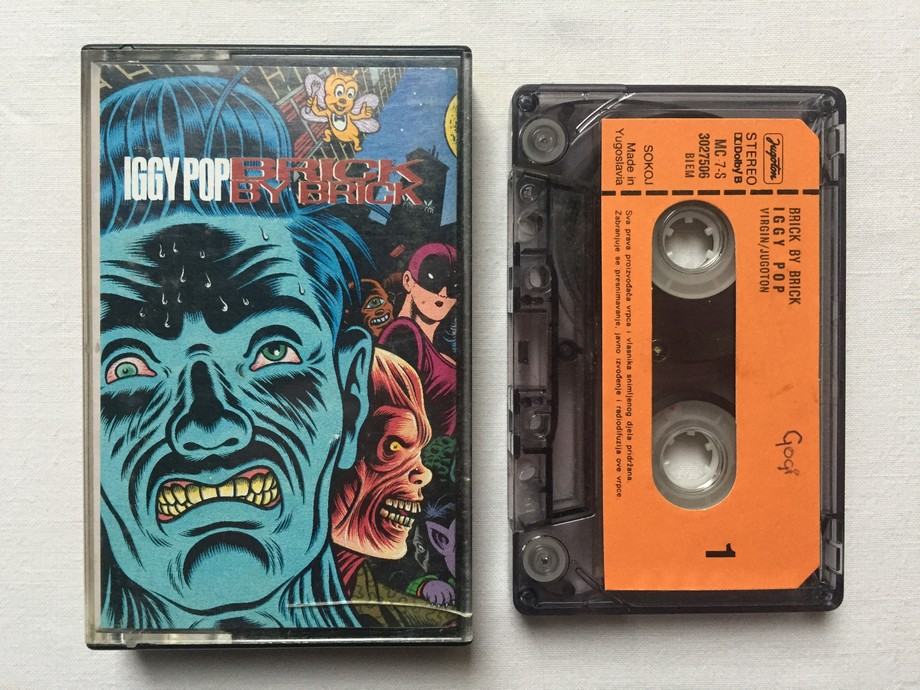 IGGY POP BRICK
BY BRICK
Jugoton
STEREO
Dolby B
MC 7-S
3027506
BIEM
SOKOJ
Made in
Yugoslavia
BRICK BY BRICK
IGGY POP
VIRGIN/JUGOTON
Sva prava proizvođača vrpca i vlasnika snimljenog djela pridržana.
Zabranjuje se presnimavanje, javno izvođenje i radiodifuzija ove vrpce.
Gogi
1